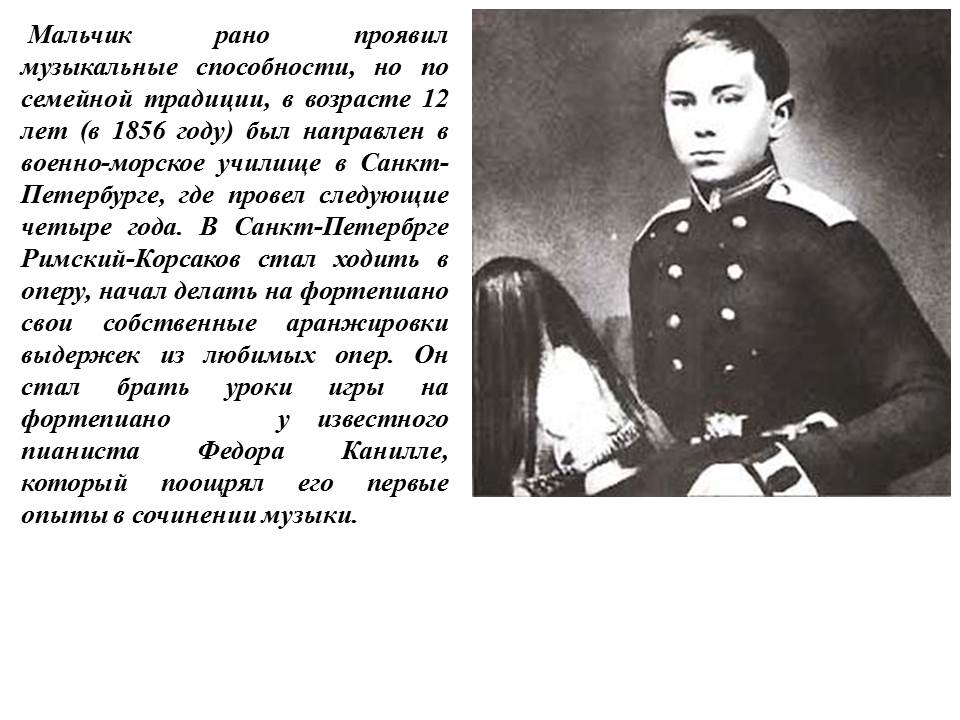 Мальчик рано проявил
музыкальные способности, но по
семейной традиции, в возрасте 12
лет (в 1856 году) был направлен в
военно-морское училище в Санкт-
Петербурге, где провел следующие
четыре года. В Санкт-Петербрге
Римский-Корсаков стал ходить в
оперу, начал делать на фортепиано
свои собственные аранжировки
выдержек из любимых опер. Он
стал брать уроки игры на
фортепиано у известного
пианиста Федора Канилле,
который поощрял его первые
опыты в сочинении музыки.